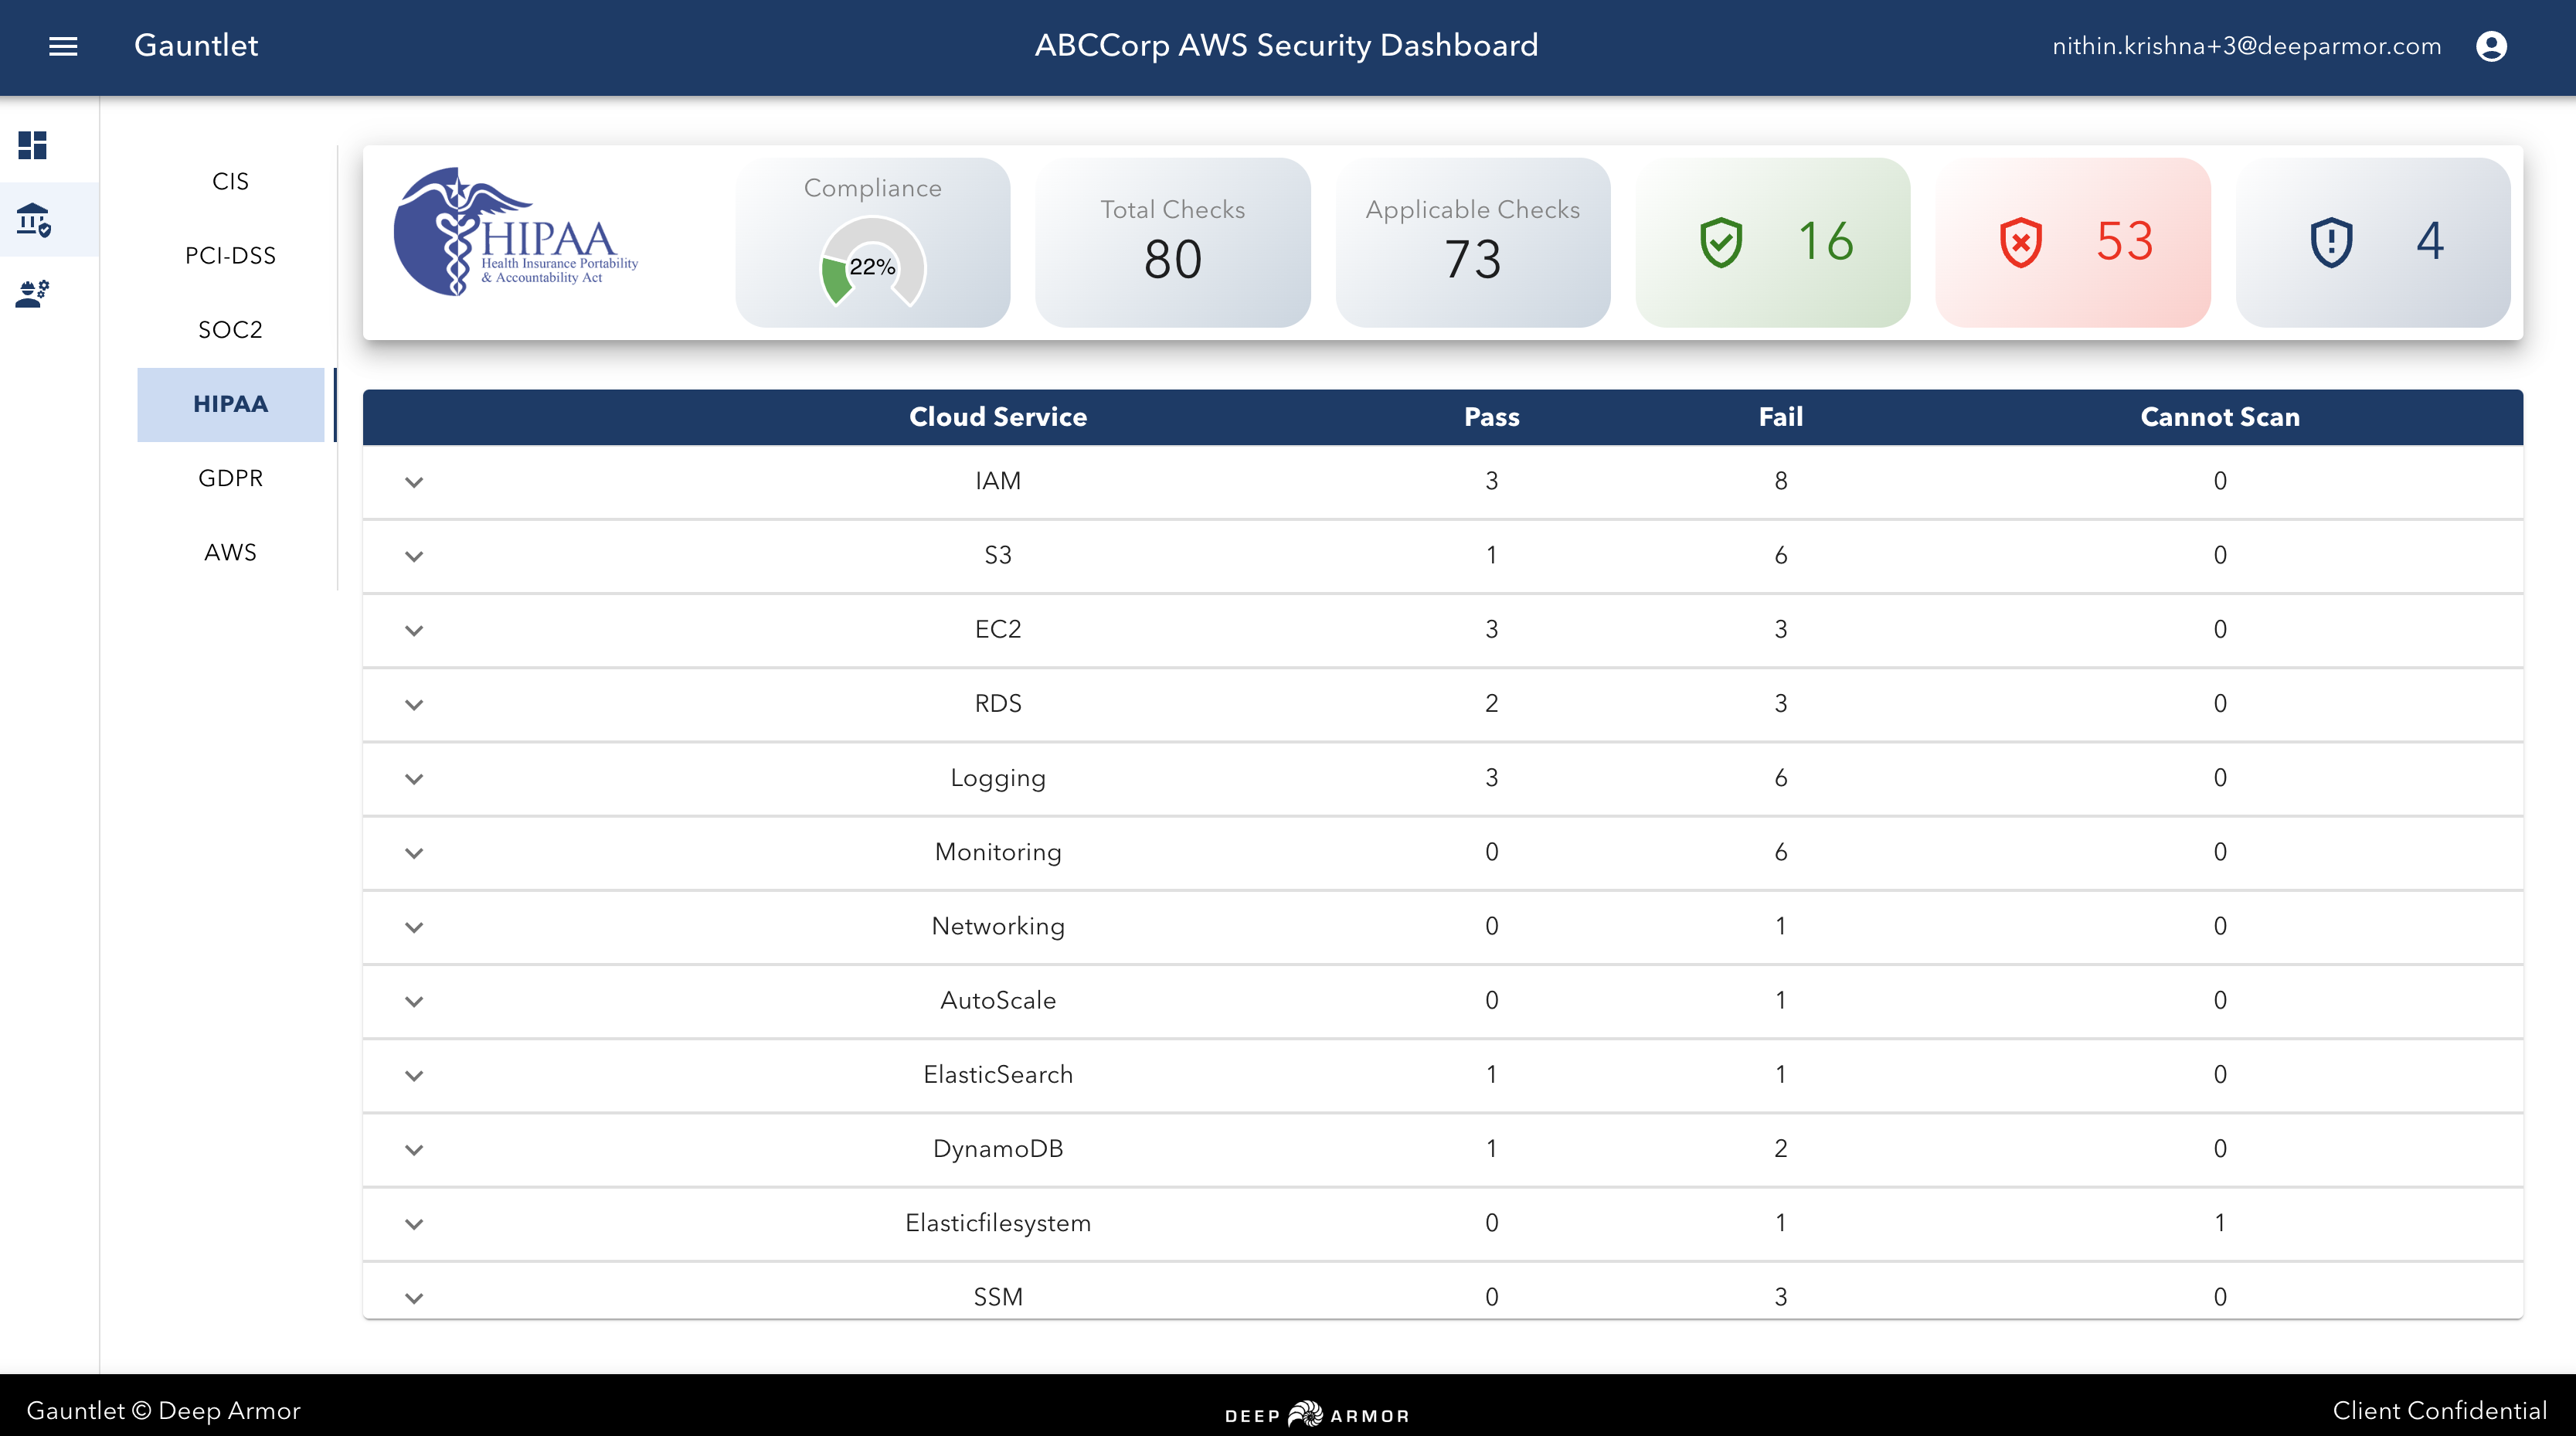 Gauntlet
ABCCorp AWS Security Dashboard
nithin.krishna+3@deeparmor.com
CIS
PCI-DSS
SOC2
HIPAA
GDPR
AWS
HIPAA
Health Insurance Portability
& Accountability Act
Compliance
22%
Total Checks
80
Applicable Checks
73
16
53
4
Cloud Service Pass Fail Cannot Scan
IAM 3 8 0
S3 1 6 0
EC2 3 3 0
RDS 2 3 0
Logging 3 6 0
Monitoring 0 6 0
Networking 0 1 0
AutoScale 0 1 0
ElasticSearch 1 1 0
DynamoDB 1 2 0
Elasticfilesystem 0 1 1
SSM 0 3 0
Gauntlet © Deep Armor
DEEP ARMOR
Client Confidential